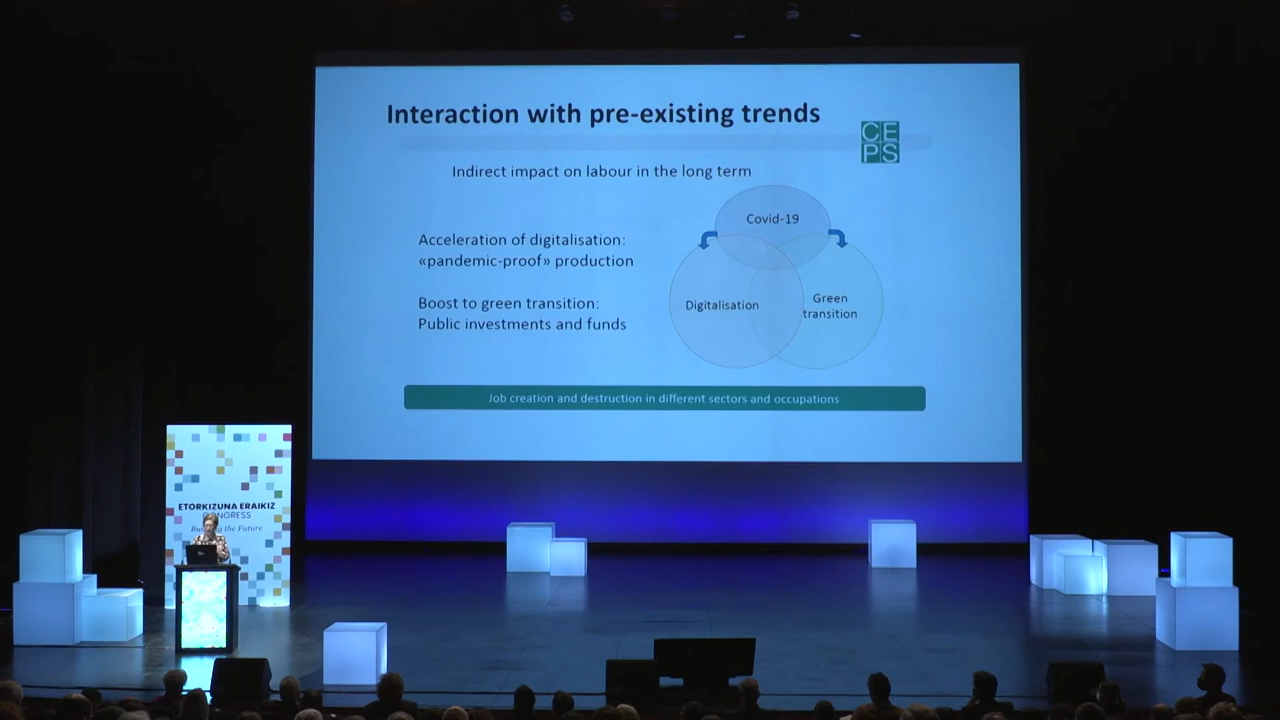 Interaction with pre-existing trends
CE
PS
Indirect impact on labour in the long term
Covid-19
Acceleration of digitalisation:
«pandemic-proof» production
Boost to green transition:
Public investments and funds
Digitalisation
Green
transition
Job creation and destruction in different sectors and occupations
ETORKIZUNA ERAIKIZ
CONGRESS
the Future